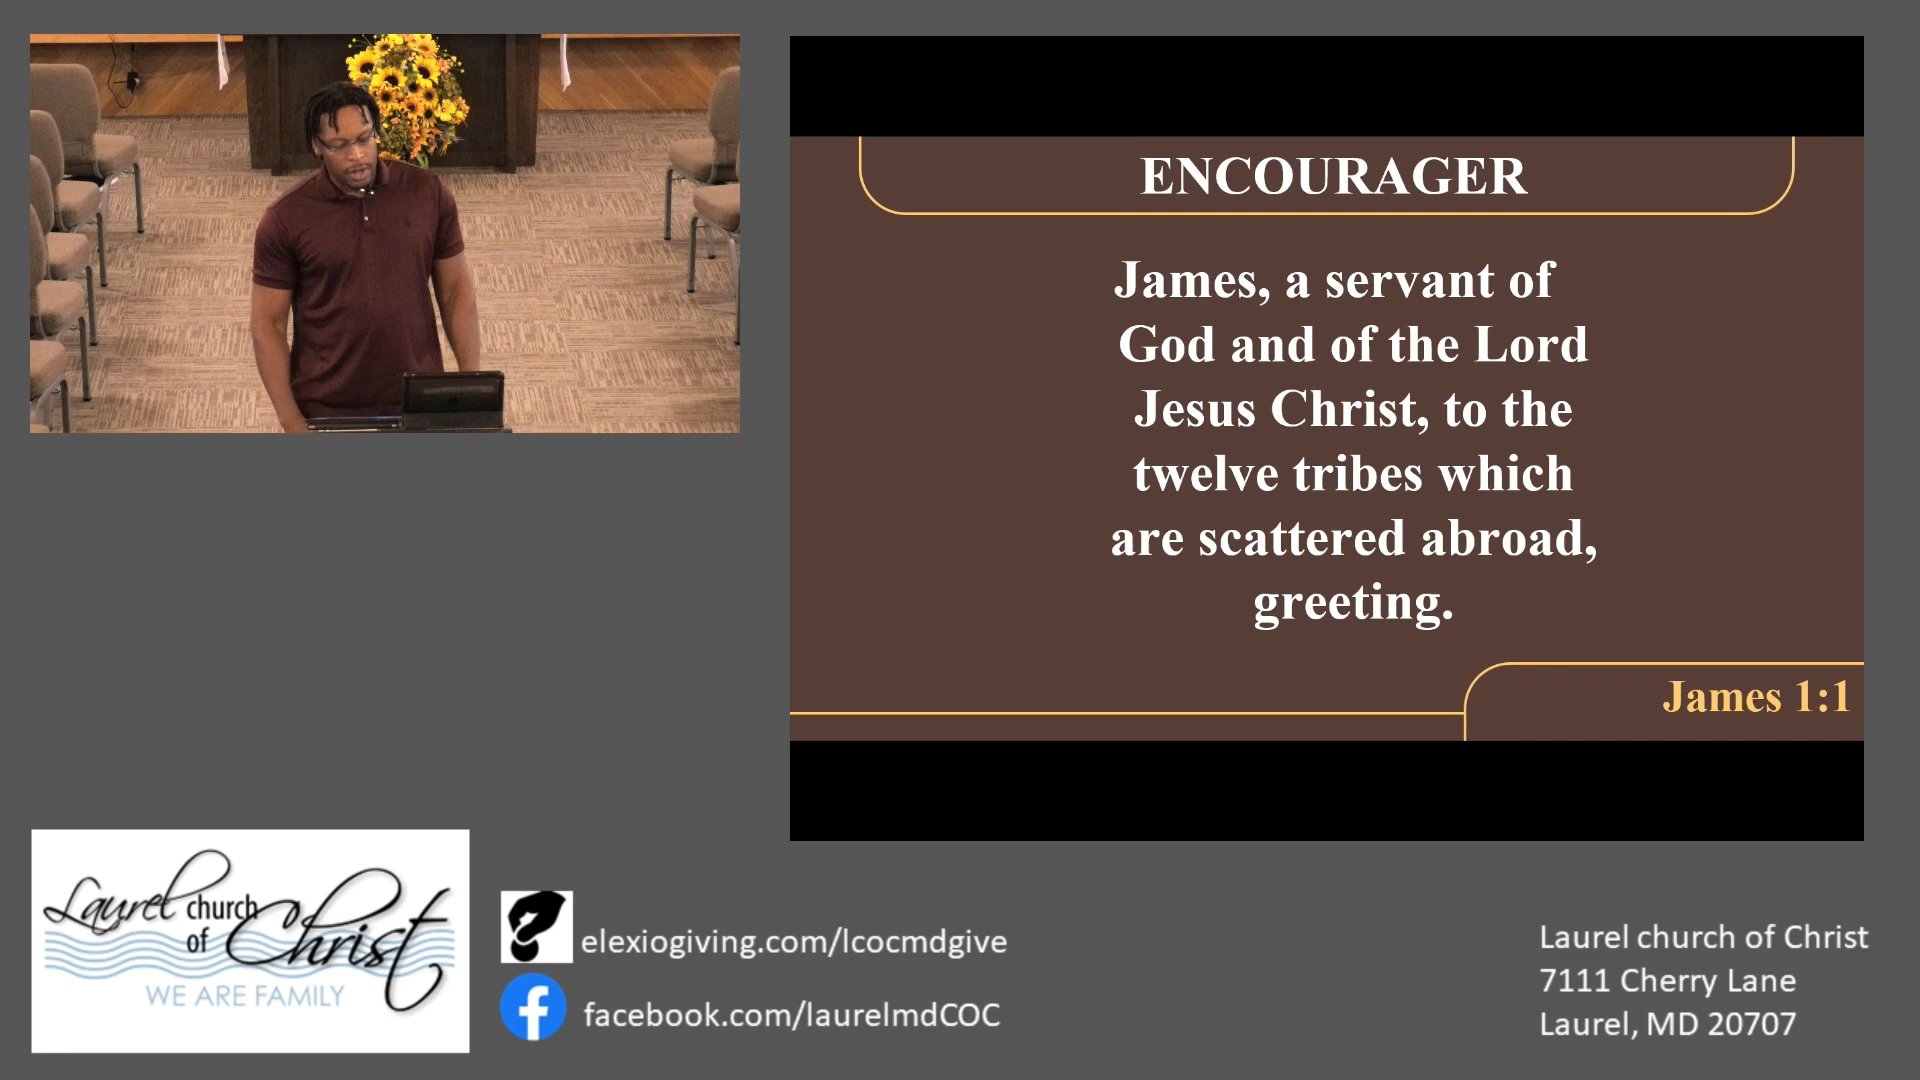 ENCOURAGER
James, a servant of
God and of the Lord
Jesus Christ, to the
twelve tribes which
are scattered abroad,
greeting.
James 1:1
Laurel church
of Christ
WE ARE FAMILY
elexiogiving.com/lcocmdgive
facebook.com/laurelmdCOC
Laurel church of Christ
7111 Cherry Lane
Laurel, MD 20707